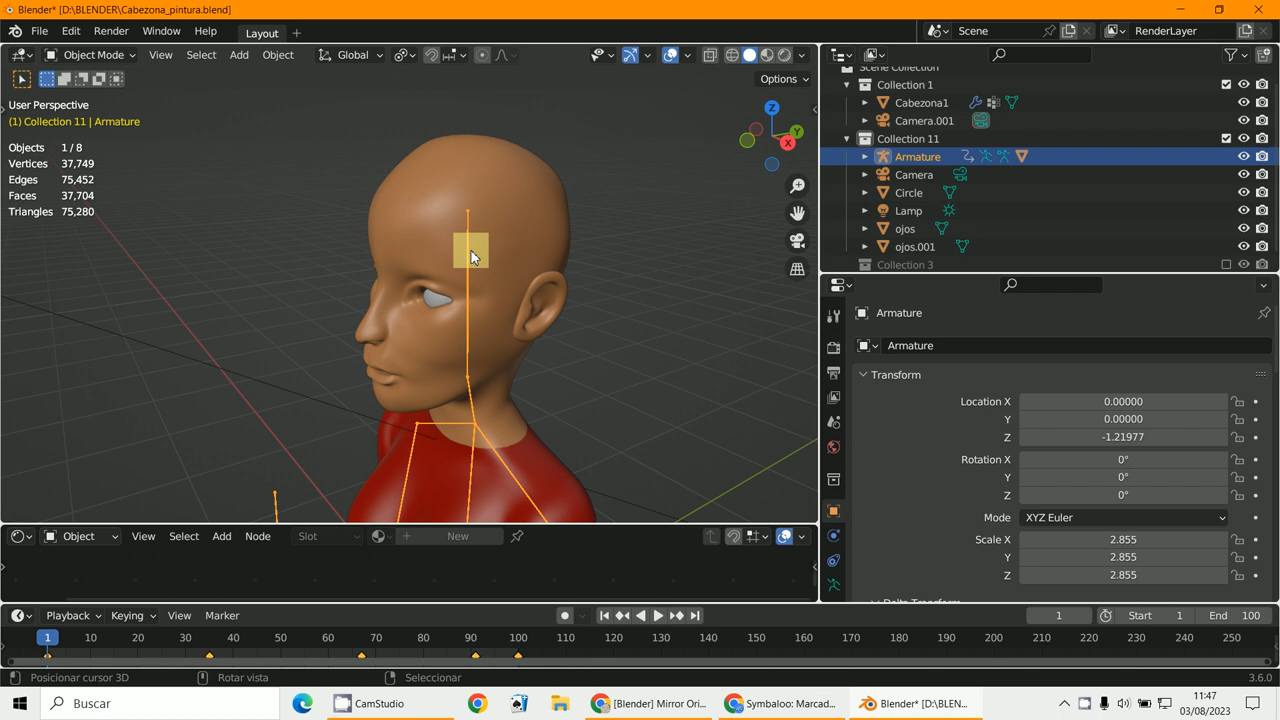 Blender* [D:\BLENDER\Cabezona_pintura.blend]
File Edit Render Window Help Layout + Scene RenderLayer
Object Mode View Select Add Object Global
Options
User Perspective
(1) Collection 11 | Armature
Objects 1 / 8
Vertices 37,749
Edges 75,452
Faces 37,704
Triangles 75,280
Z
Y
X
Scene Collection
Collection 1
Cabezona1
Camera.001
Collection 11
Armature
Camera
Circle
Lamp
ojos
ojos.001
Collection 3
Armature
Armature
Transform
Location X 0.00000
Y 0.00000
Z -1.21977
Rotation X 0°
Y 0°
Z 0°
Mode XYZ Euler
Scale X 2.855
Y 2.855
Z 2.855
Delta Transform
Object View Select Add Node Slot + New
Playback Keying View Marker 1 Start 1 End 100
1 10 20 30 40 50 60 70 80 90 100 110 120 130 140 150 160 170 180 190 200 210 220 230 240 250
Posicionar cursor 3D Rotar vista Seleccionar 3.6.0
Buscar CamStudio [Blender] Mirror Ori... Symbaloo: Marcad... Blender* [D:\BLEN... 11:47
03/08/2023